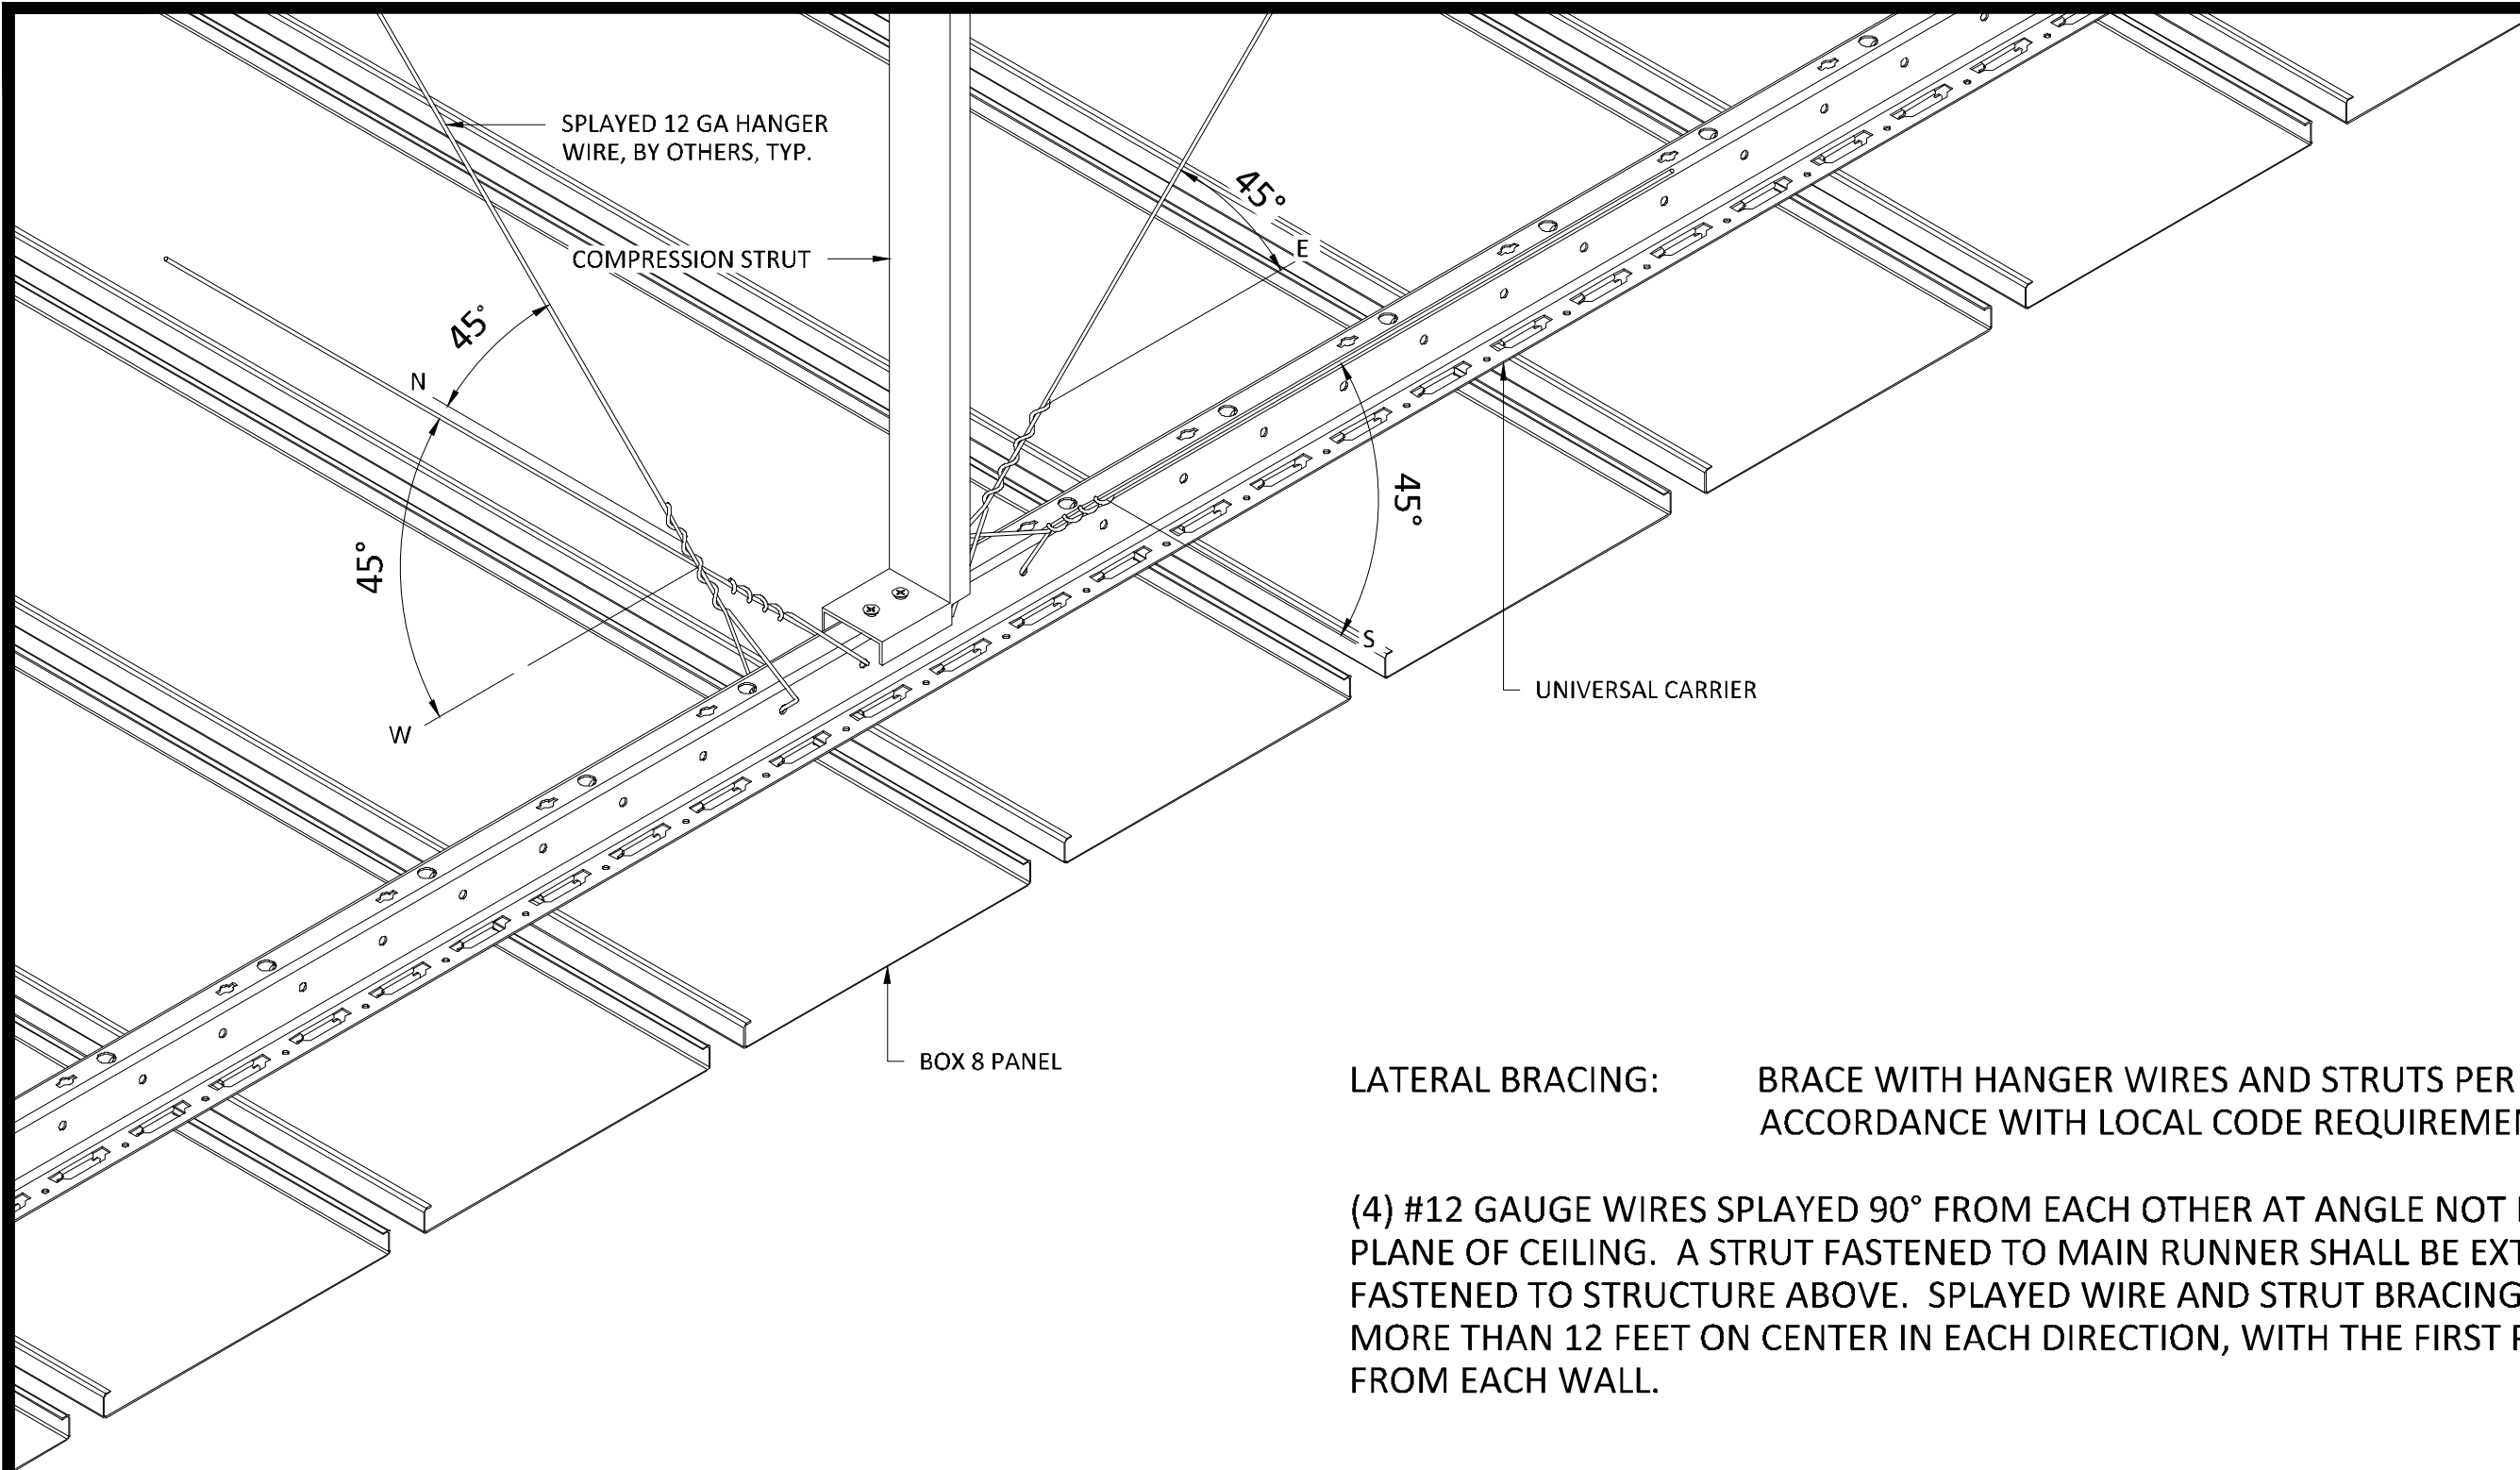 SPLAYED 12 GA HANGER
WIRE, BY OTHERS, TYP.
45°
E
COMPRESSION STRUT
45°
N
45°
45°
S
W
UNIVERSAL CARRIER
BOX 8 PANEL
LATERAL BRACING: BRACE WITH HANGER WIRES AND STRUTS PER
ACCORDANCE WITH LOCAL CODE
(4) #12 GAUGE WIRES SPLAYED 90° FROM EACH OTHER AT ANGLE NOT
PLANE OF CEILING. A STRUT FASTENED TO MAIN RUNNER SHALL BE
FASTENED TO STRUCTURE ABOVE. SPLAYED WIRE AND STRUT BRACING
MORE THAN 12 FEET ON CENTER IN EACH DIRECTION, WITH THE FIRST
FROM EACH WALL.